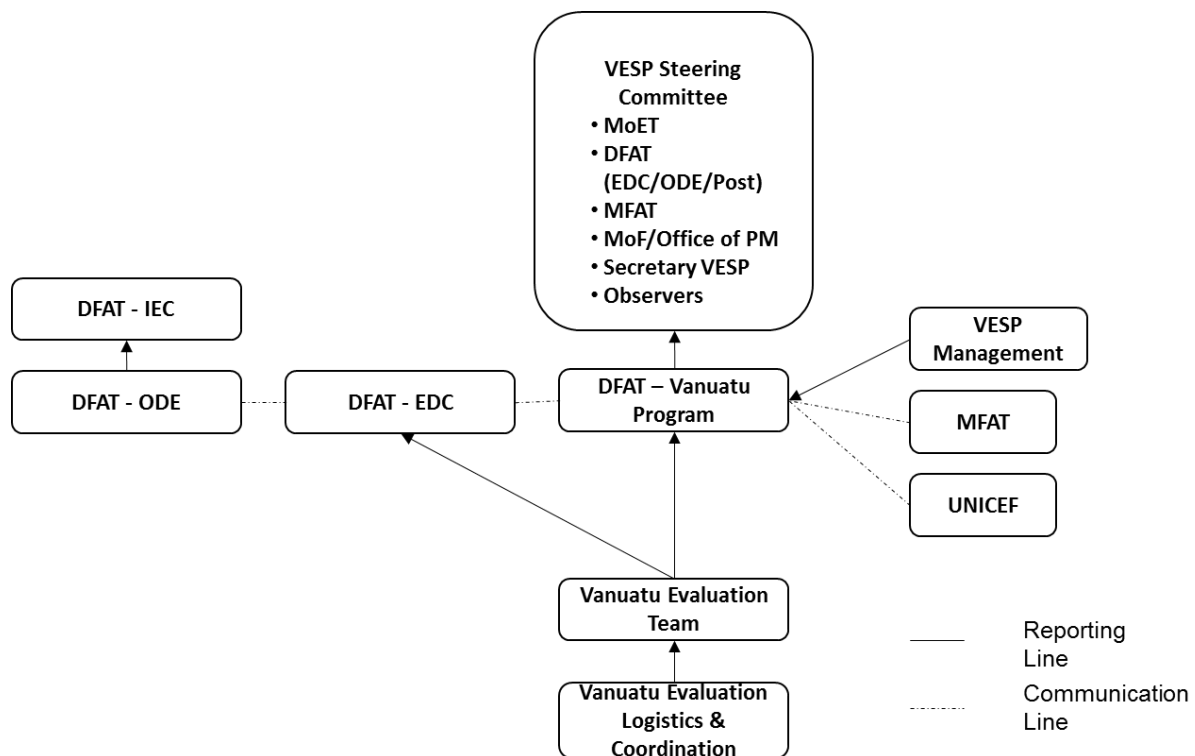 VESP Steering
Committee
• MoET
• DFAT
(EDC/ODE/Post)
• MFAT
• MoF/Office of PM
• Secretary VESP
• Observers
DFAT - IEC
VESP
Management
DFAT - ODE
DFAT - EDC
DFAT – Vanuatu
Program
MFAT
UNICEF
Vanuatu Evaluation
Team
Vanuatu Evaluation
Logistics &
Coordination
Reporting
Line
Communication
Line